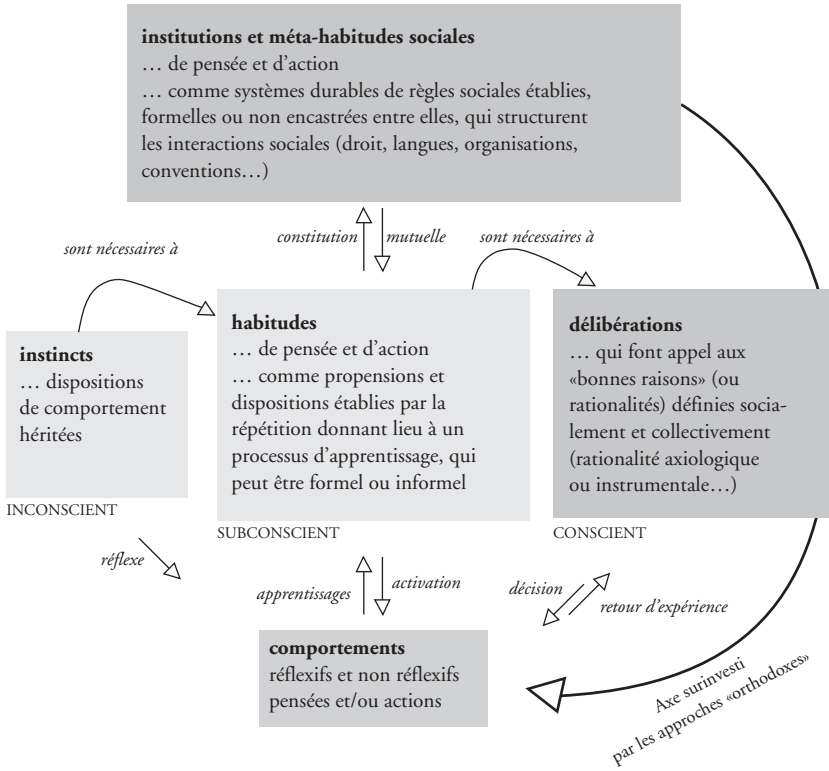 institutions et méta-habitudes sociales
… de pensée et d’action
… comme systèmes durables de règles sociales établies,
formelles ou non encastrées entre elles, qui structurent
les interactions sociales (droit, langues, organisations,
conventions…)
constitution
mutuelle
sont nécessaires à
sont nécessaires à
instincts
… dispositions
de comportement
héritées
INCONSCIENT
habitudes
… de pensée et d’action
… comme propensions et
dispositions établies par la
répétition donnant lieu à un
processus d’apprentissage, qui
peut être formel ou informel
SUBCONSCIENT
délibérations
… qui font appel aux
«bonnes raisons» (ou
rationalités) définies socia-
lement et collectivement
(rationalité axiologique
ou instrumentale…)
CONSCIENT
réflexe
apprentissages
activation
décision
retour d’expérience
comportements
réflexifs et non réflexifs
pensées et/ou actions
Axe surinvesti
par les approches «orthodoxes»